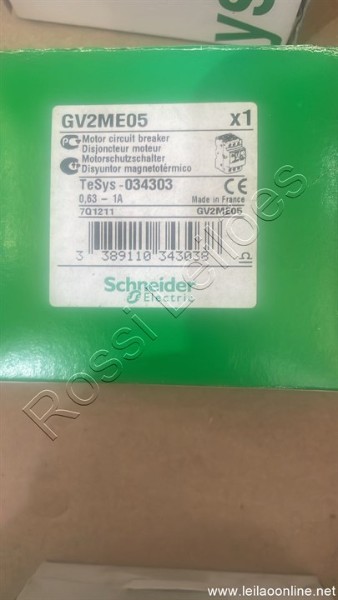 ys
GV2ME05 x1
Motor circuit breaker
Disjoncteur moteur
Motorschutzschalter
Disyuntor magnetotérmico
TeSys - 034303 CE
0,63 - 1A Made in France
7Q1211 GV2ME05
3 389110 343038
Schneider
Electric
Rossi Leilões
www.leilaoonline.net